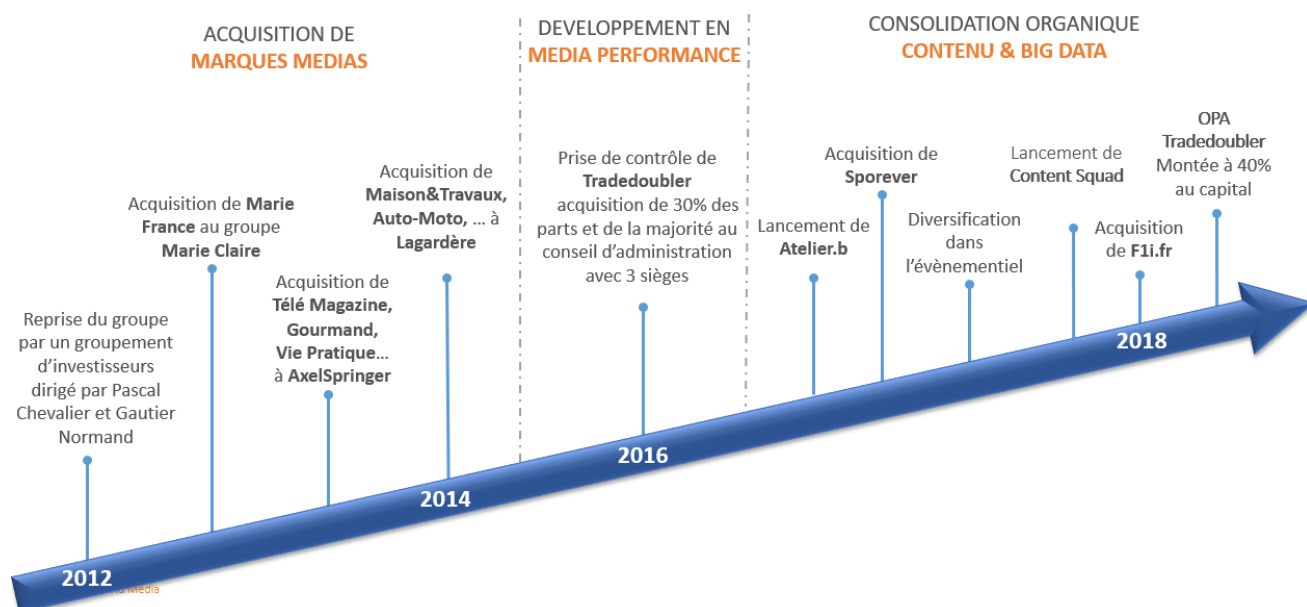 ACQUISITION DE
MARQUES MEDIAS
DEVELOPPEMENT EN
MEDIA PERFORMANCE
CONSOLIDATION ORGANIQUE
CONTENU & BIG DATA
Reprise du groupe
par un groupement
d’investisseurs
dirigé par Pascal
Chevalier et Gautier
Normand
Acquisition de Marie
France au groupe
Marie Claire
Acquisition de
Télé Magazine,
Gourmand,
Vie Pratique…
à AxelSpringer
Acquisition de
Maison&Travaux,
Auto-Moto, … à
Lagardère
Prise de contrôle de
Tradedoubler
acquisition de 30% des
parts et de la majorité au
conseil d’administration
avec 3 sièges
Lancement de
Atelier.b
Acquisition de
Sporever
Diversification
dans
l’évènementiel
Lancement de
Content Squad
Acquisition
de F1i.fr
OPA
Tradedoubler
Montée à 40%
au capital
2012
2014
2016
2018
Media